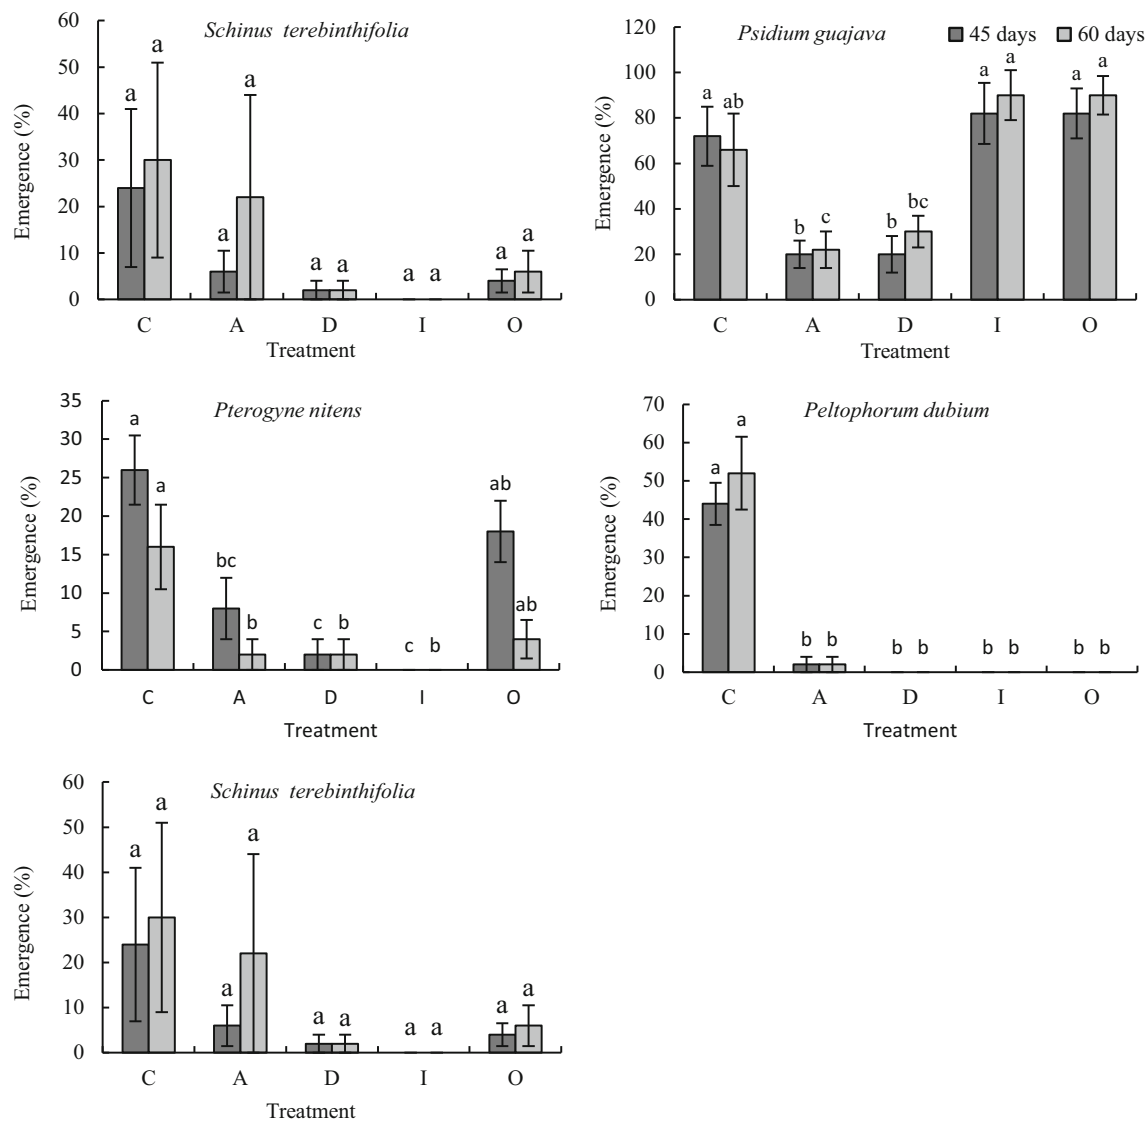 Schinus terebinthifolia
Emergence (%)
60
50
40
30
20
10
0
a a a a a a a a a a
C A D I O
Treatment
Psidium guajava
45 days 60 days
Emergence (%)
120
100
80
60
40
20
0
a ab b c b bc a a a a
C A D I O
Treatment
Pterogyne nitens
Emergence (%)
35
30
25
20
15
10
5
0
a a bc b c b c b ab ab
C A D I O
Treatment
Peltophorum dubium
Emergence (%)
70
60
50
40
30
20
10
0
a a b b b b b b b b
C A D I O
Treatment
Schinus terebinthifolia
Emergence (%)
60
50
40
30
20
10
0
a a a a a a a a a a
C A D I O
Treatment